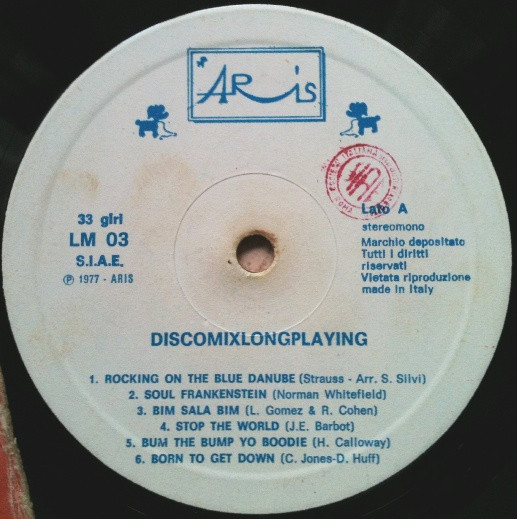 ARIS
33 giri
LM 03
S.I.A.E.
℗ 1977 - ARIS
Lato A
stereomono
Marchio depositato
Tutti i diritti
riservati
Vietata riproduzione
made in Italy
DISCOMIXLONGPLAYING
1. ROCKING ON THE BLUE DANUBE (Strauss - Arr. S. Silvi)
2. SOUL FRANKENSTEIN (Norman Whitefield)
3. BIM SALA BIM (L. Gomez & R. Cohen)
4. STOP THE WORLD (J.E. Barbot)
5. BUM THE BUMP YO BOODIE (H. Calloway)
6. BORN TO GET DOWN (C. Jones-D. Huff)